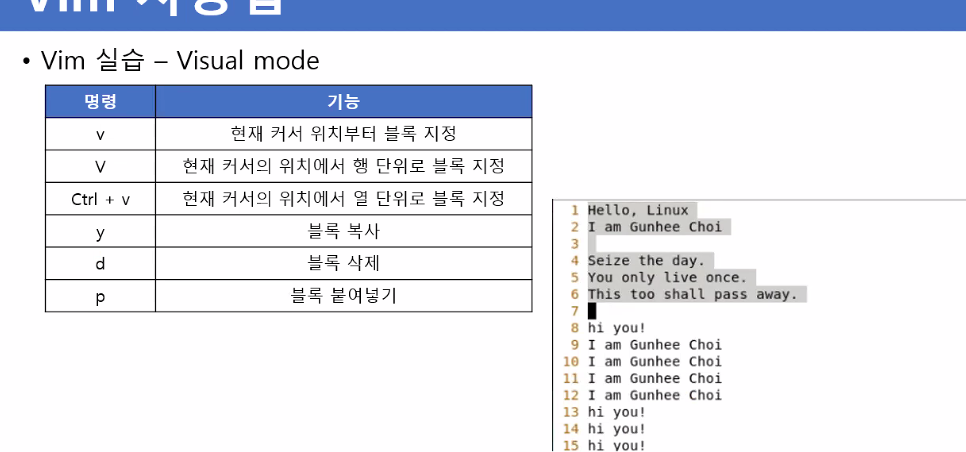 Vim 사용법
• Vim 실습 – Visual mode
명령 기능
v 현재 커서 위치부터 블록 지정
V 현재 커서의 위치에서 행 단위로 블록 지정
Ctrl + v 현재 커서의 위치에서 열 단위로 블록 지정
y 블록 복사
d 블록 삭제
p 블록 붙여넣기
1 Hello, Linux
2 I am Gunhee Choi
3
4 Seize the day.
5 You only live once.
6 This too shall pass away.
7
8 hi you!
9 I am Gunhee Choi
10 I am Gunhee Choi
11 I am Gunhee Choi
12 I am Gunhee Choi
13 hi you!
14 hi you!
15 hi you!